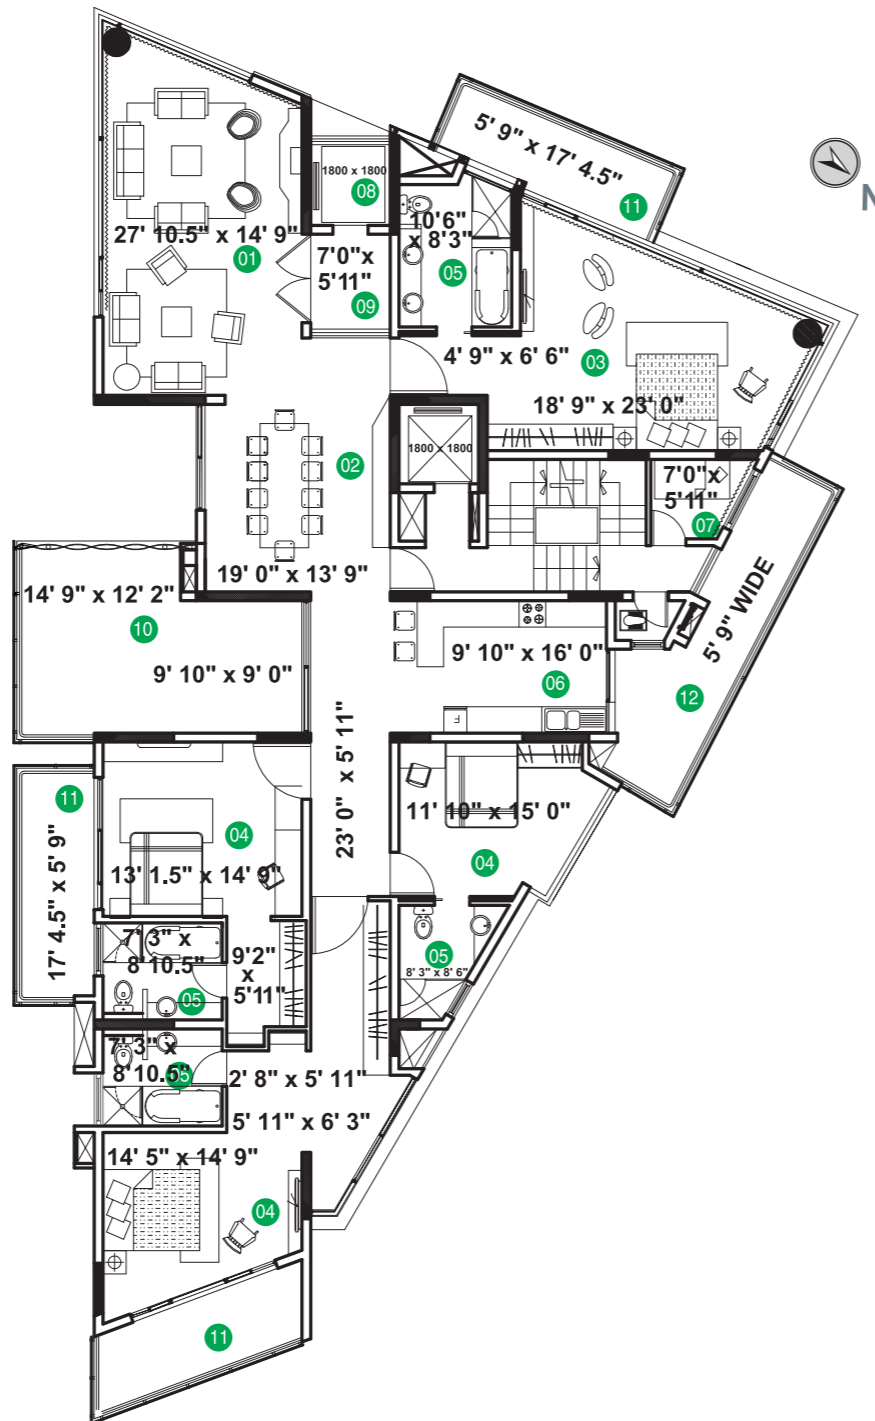 5' 9" x 17' 4.5"
11
N
1800 x 1800
08
10'6"
x 8'3"
05
27' 10.5" x 14' 9"
01
7'0"x
5'11"
09
4' 9" x 6' 6"
03
18' 9" x 23' 0"
02
1800 x 1800
7'0"x
5'11"
07
19' 0" x 13' 9"
14' 9" x 12' 2"
10
9' 10" x 9' 0"
9' 10" x 16' 0"
06
F
5' 9" WIDE
12
23' 0" x 5' 11"
11
17' 4.5" x 5' 9"
04
13' 1.5" x 14' 9"
11' 10" x 15' 0"
04
7' 3" x
8' 10.5"
05
9'2"
x
5'11"
05
8' 3" x 8' 6"
7' 3" x
8'10.5"
05
2' 8" x 5' 11"
5' 11" x 6' 3"
14' 5" x 14' 9"
04
11